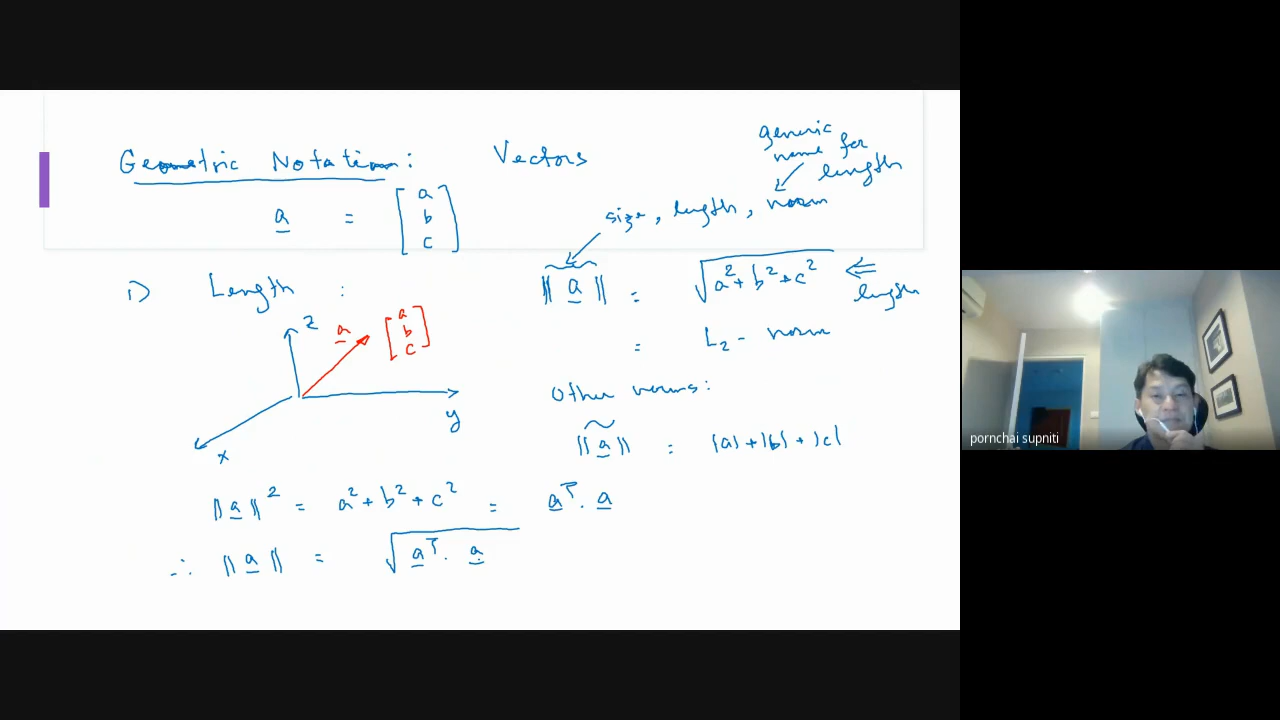 Geometric Notation: Vectors
generic name for length
a = [a b c]
size, length, norm
1) Length :
‖a‖ = √(a² + b² + c²) ⇐ length
z
a [a b c]
= L₂ - norm
y
x
Other norms:
‖a‖ = |a| + |b| + |c|
‖a‖² = a² + b² + c² = aᵀ · a
∴ ‖a‖ = √(aᵀ · a)
pornchai supniti